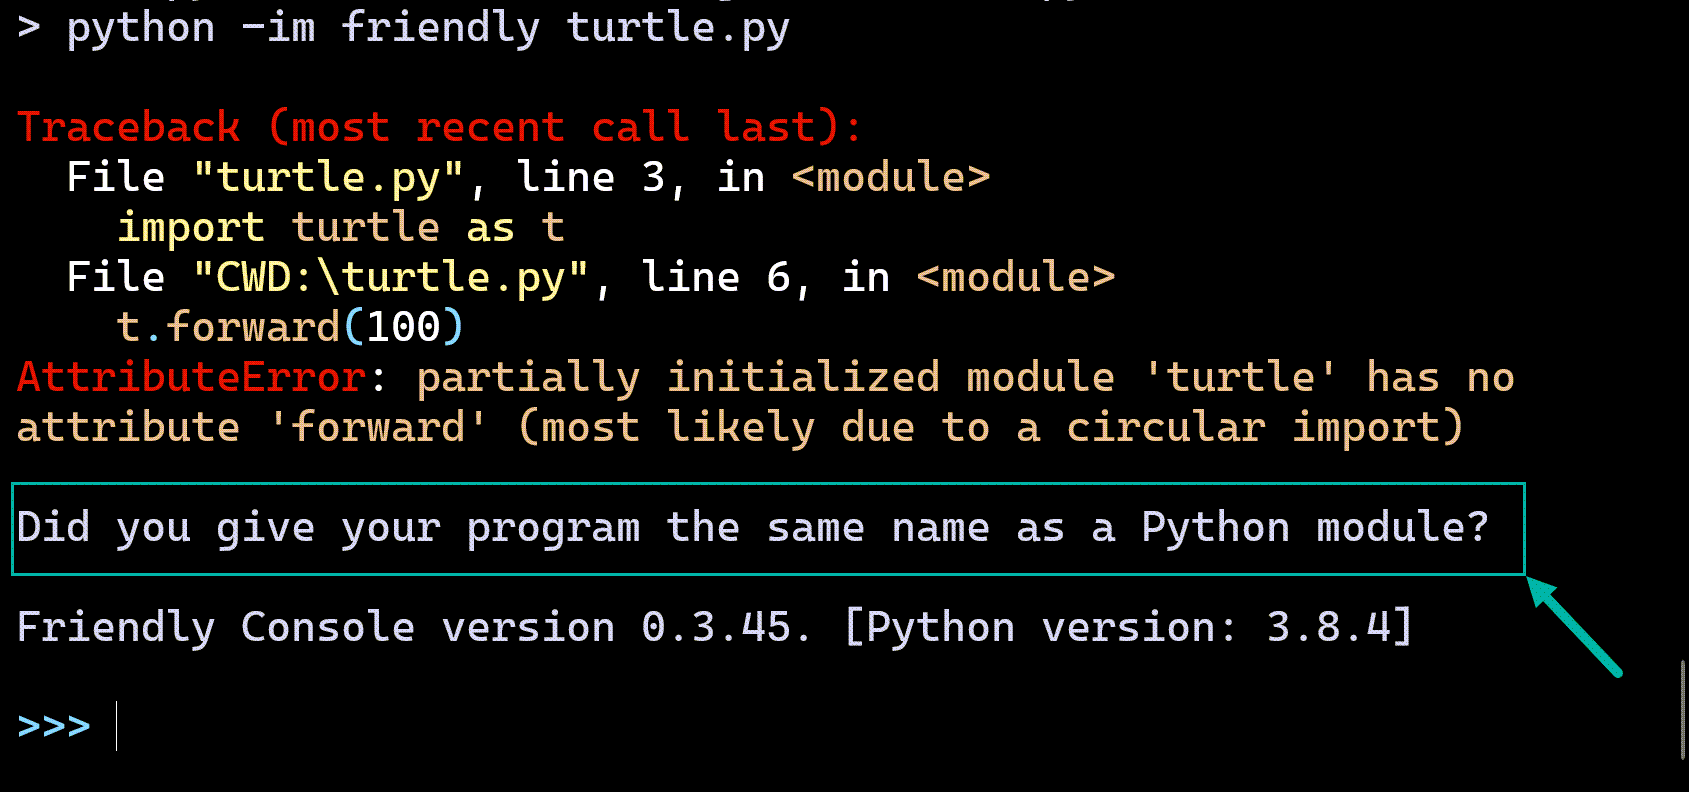 > python -im friendly turtle.py
Traceback (most recent call last):
File "turtle.py", line 3, in <module>
import turtle as t
File "CWD:\turtle.py", line 6, in <module>
t.forward(100)
AttributeError: partially initialized module 'turtle' has no
attribute 'forward' (most likely due to a circular import)
Did you give your program the same name as a Python module?
Friendly Console version 0.3.45. [Python version: 3.8.4]
>>>